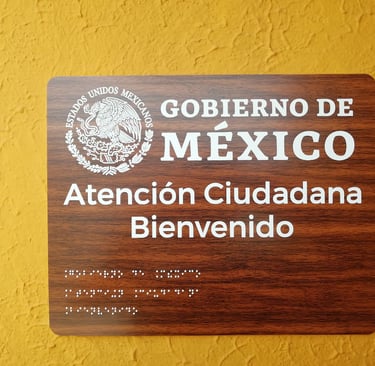 ESTADOS UNIDOS MEXICANOS
GOBIERNO DE
MÉXICO
Atención Ciudadana
Bienvenido